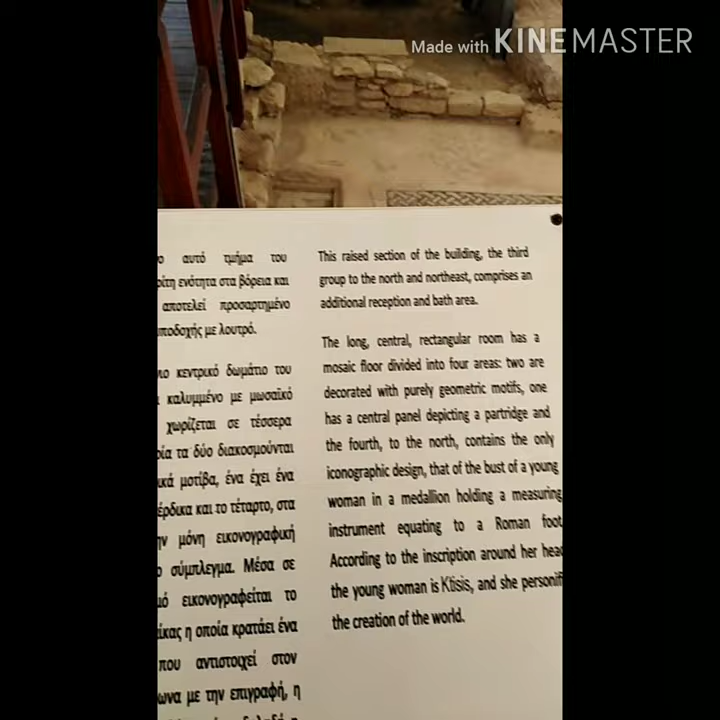 Made with KINEMASTER
αυτό τμήμα του
ενότητα στα βόρεια και
αποτελεί προσαρτημένο
με λουτρό.
κεντρικό δωμάτιο του
καλυμμένο με μωσαϊκό
χωρίζεται σε τέσσερα
τα δύο διακοσμούνται
μοτίβα, ένα έχει ένα
και το τέταρτο, στα
μόνη εικονογραφική
σύμπλεγμα. Μέσα σε
εικονογραφείται το
η οποία κρατάει ένα
που αντιστοιχεί στον
με την επιγραφή, η
This raised section of the building, the third
group to the north and northeast, comprises an
additional reception and bath area.
The long, central, rectangular room has a
mosaic floor divided into four areas: two are
decorated with purely geometric motifs, one
has a central panel depicting a partridge and
the fourth, to the north, contains the only
iconographic design, that of the bust of a young
woman in a medallion holding a measuring
instrument equating to a Roman foot
According to the inscription around her
the young woman is Ktisis, and she
the creation of the world.